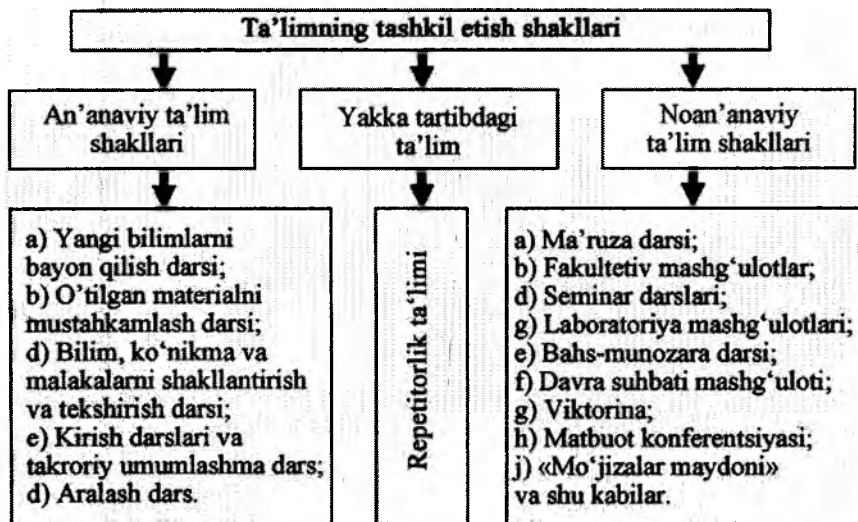 Ta’limning tashkil etish shakllari
An’anaviy ta’lim
shakllari
Yakka tartibdagi
ta’lim
Noan’anaviy
ta’lim shakllari
a) Yangi bilimlarni
bayon qilish darsi;
b) O’tilgan materialni
mustahkamlash darsi;
d) Bilim, ko‘nikma va
malakalarni shakllantirish
va tekshirish darsi;
e) Kirish darslari va
takroriy umumlashma dars;
d) Aralash dars.
Repetitorlik ta’limi
a) Ma’ruza darsi;
b) Fakultetiv mashg‘ulotlar;
d) Seminar darslari;
g) Laboratoriya mashg‘ulotlari;
e) Bahs-munozara darsi;
f) Davra suhbati mashg‘uloti;
g) Viktorina;
h) Matbuot konferentsiyasi;
j) «Mo‘jizalar maydoni»
va shu kabilar.